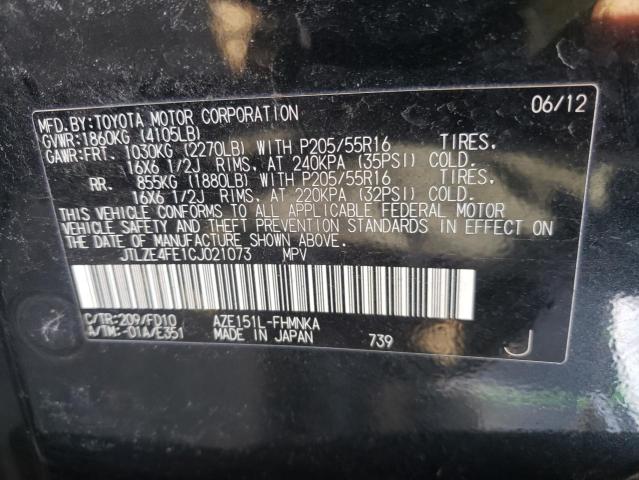 MFD.BY:TOYOTA MOTOR CORPORATION 06/12
GVWR:1860KG (4105LB)
GAWR:FRT. 1030KG (2270LB) WITH P205/55R16 TIRES,
16X6 1/2J RIMS, AT 240KPA (35PSI) COLD.
RR. 855KG (1880LB) WITH P205/55R16 TIRES,
16X6 1/2J RIMS, AT 220KPA (32PSI) COLD.
THIS VEHICLE CONFORMS TO ALL APPLICABLE FEDERAL MOTOR
VEHICLE SAFETY AND THEFT PREVENTION STANDARDS IN EFFECT ON
THE DATE OF MANUFACTURE SHOWN ABOVE.
JTLZE4FE1CJ021073 MPV
C/TR:209/FD10 AZE151L-FHMNKA
A/TM:-01A/E351 MADE IN JAPAN 739 J